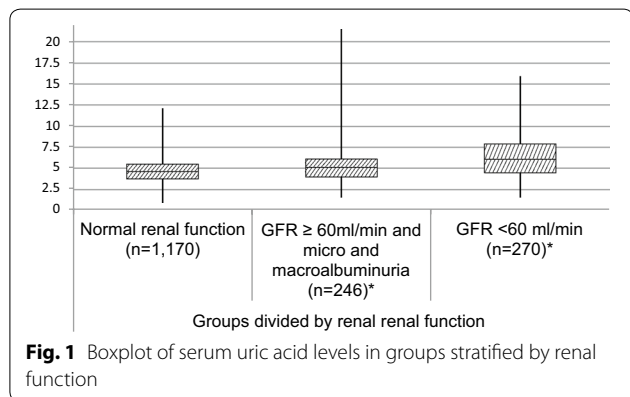 20
17.5
15
12.5
10
7.5
5
2.5
0
Normal renal function
(n=1,170)
GFR ≥ 60ml/min and
micro and
macroalbuminuria
(n=246)*
GFR <60 ml/min
(n=270)*
Groups divided by renal renal function
Fig. 1 Boxplot of serum uric acid levels in groups stratified by renal
function